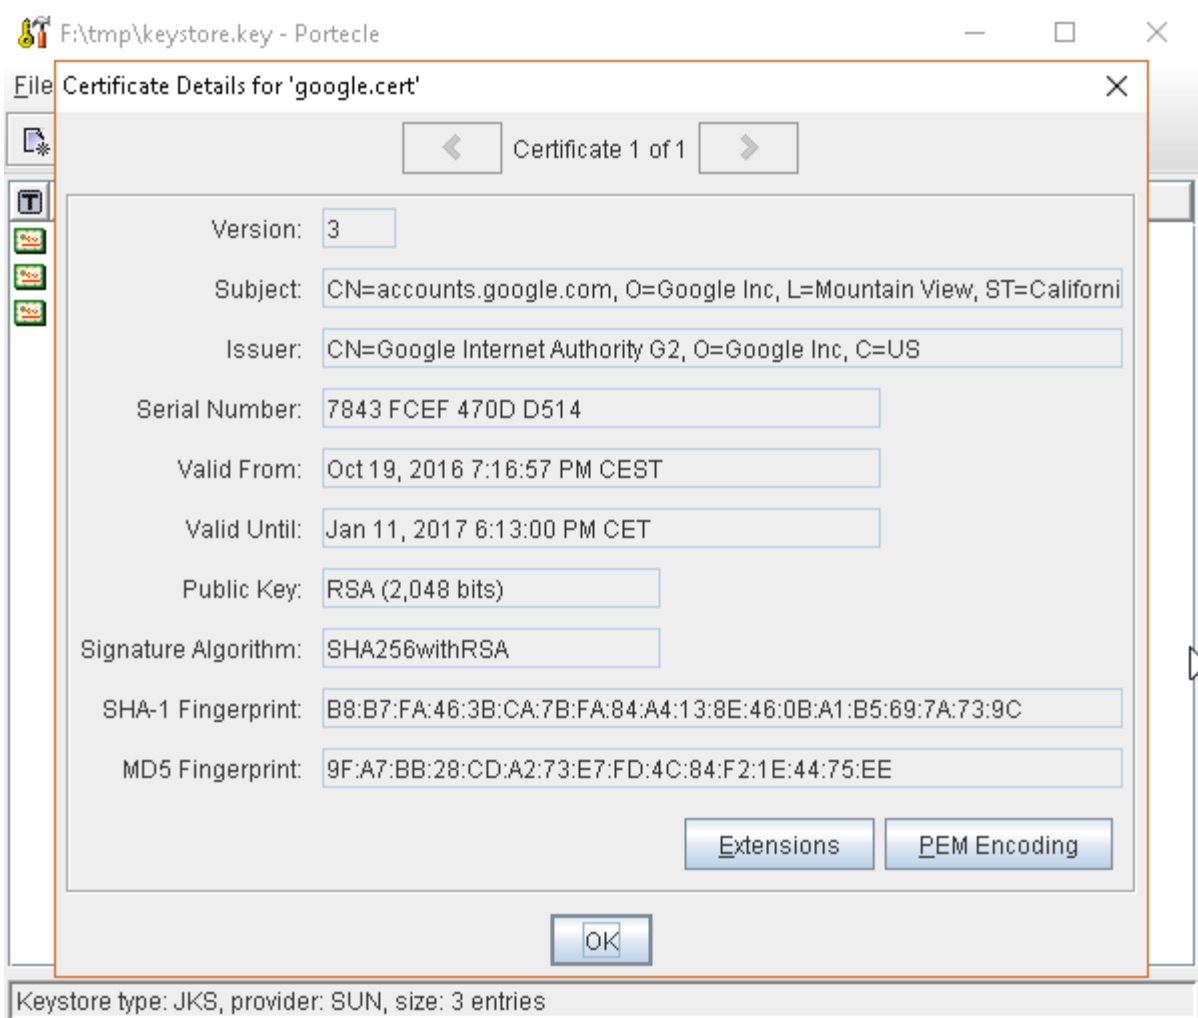 F:\tmp\keystore.key - Portecle
File
Certificate Details for 'google.cert'
Certificate 1 of 1
T
Version: 3
Subject: CN=accounts.google.com, O=Google Inc, L=Mountain View, ST=Californi
Issuer: CN=Google Internet Authority G2, O=Google Inc, C=US
Serial Number: 7843 FCEF 470D D514
Valid From: Oct 19, 2016 7:16:57 PM CEST
Valid Until: Jan 11, 2017 6:13:00 PM CET
Public Key: RSA (2,048 bits)
Signature Algorithm: SHA256withRSA
SHA-1 Fingerprint: B8:B7:FA:46:3B:CA:7B:FA:84:A4:13:8E:46:0B:A1:B5:69:7A:73:9C
MD5 Fingerprint: 9F:A7:BB:28:CD:A2:73:E7:FD:4C:84:F2:1E:44:75:EE
Extensions PEM Encoding
OK
Keystore type: JKS, provider: SUN, size: 3 entries